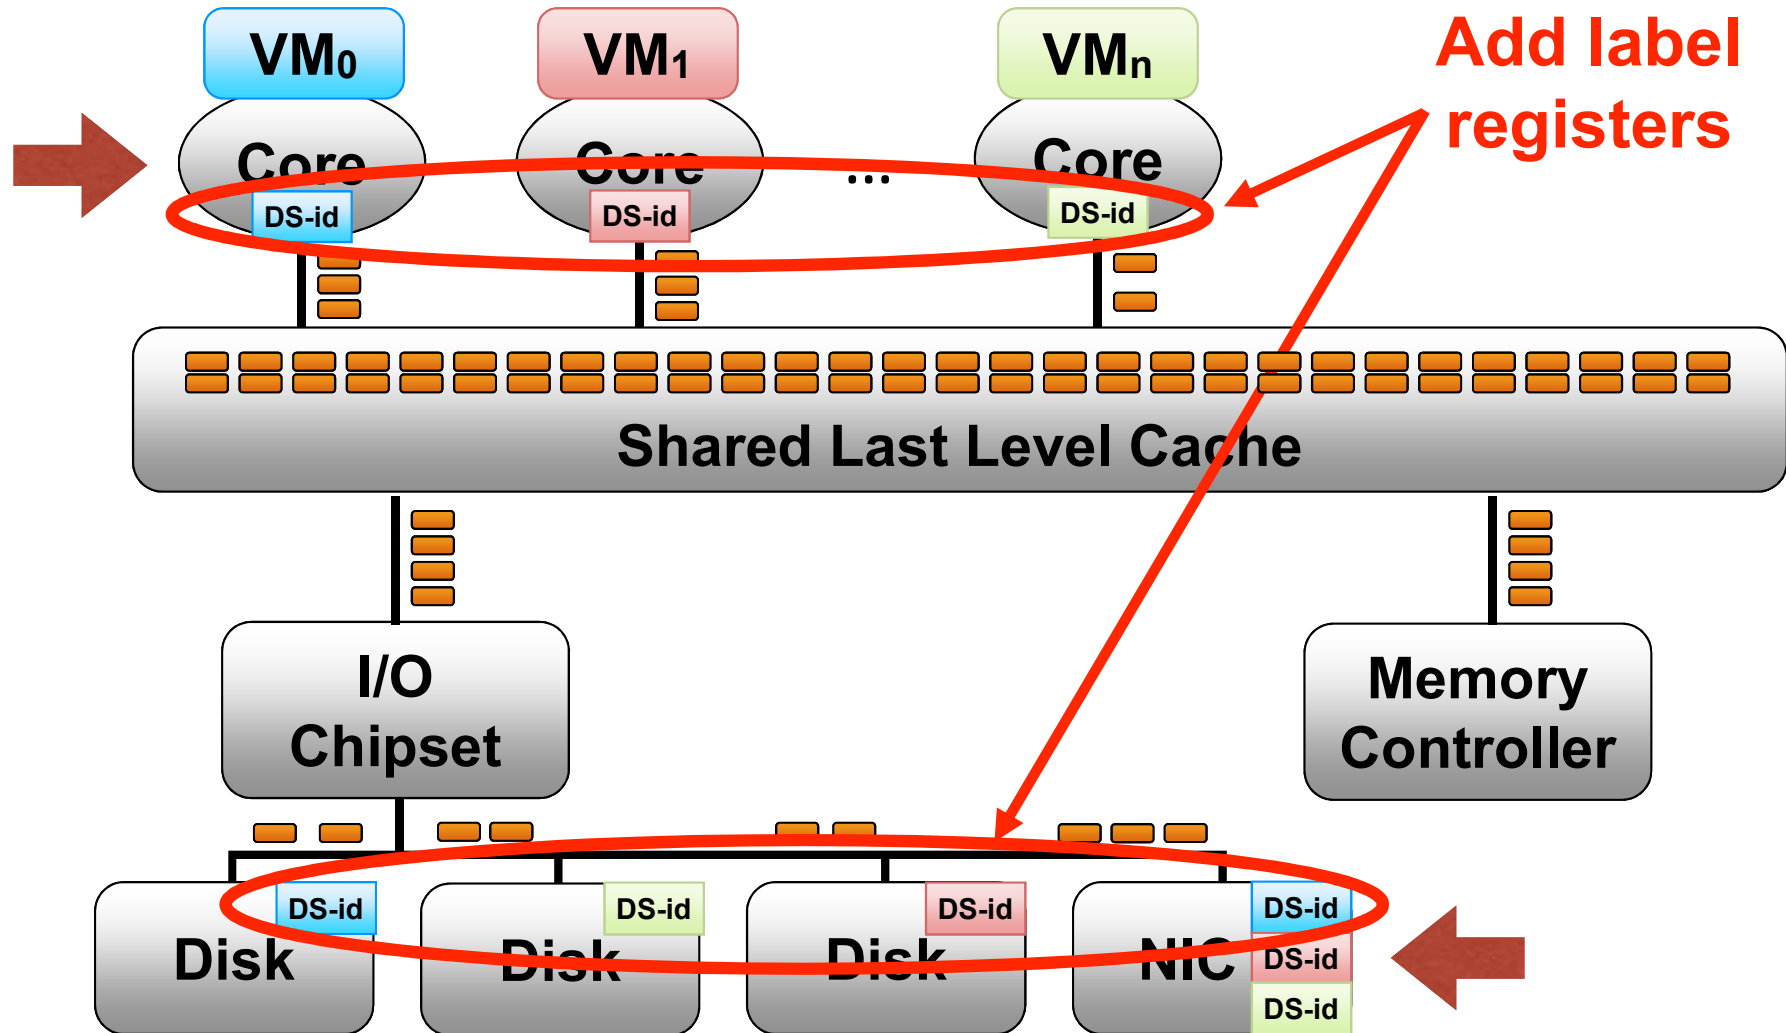 VM₀
VM₁
VMₙ
Add label
registers
Core
Core
...
Core
DS-id
DS-id
DS-id
Shared Last Level Cache
I/O
Chipset
Memory
Controller
DS-id
DS-id
DS-id
DS-id
Disk
Disk
Disk
NIC
DS-id
DS-id